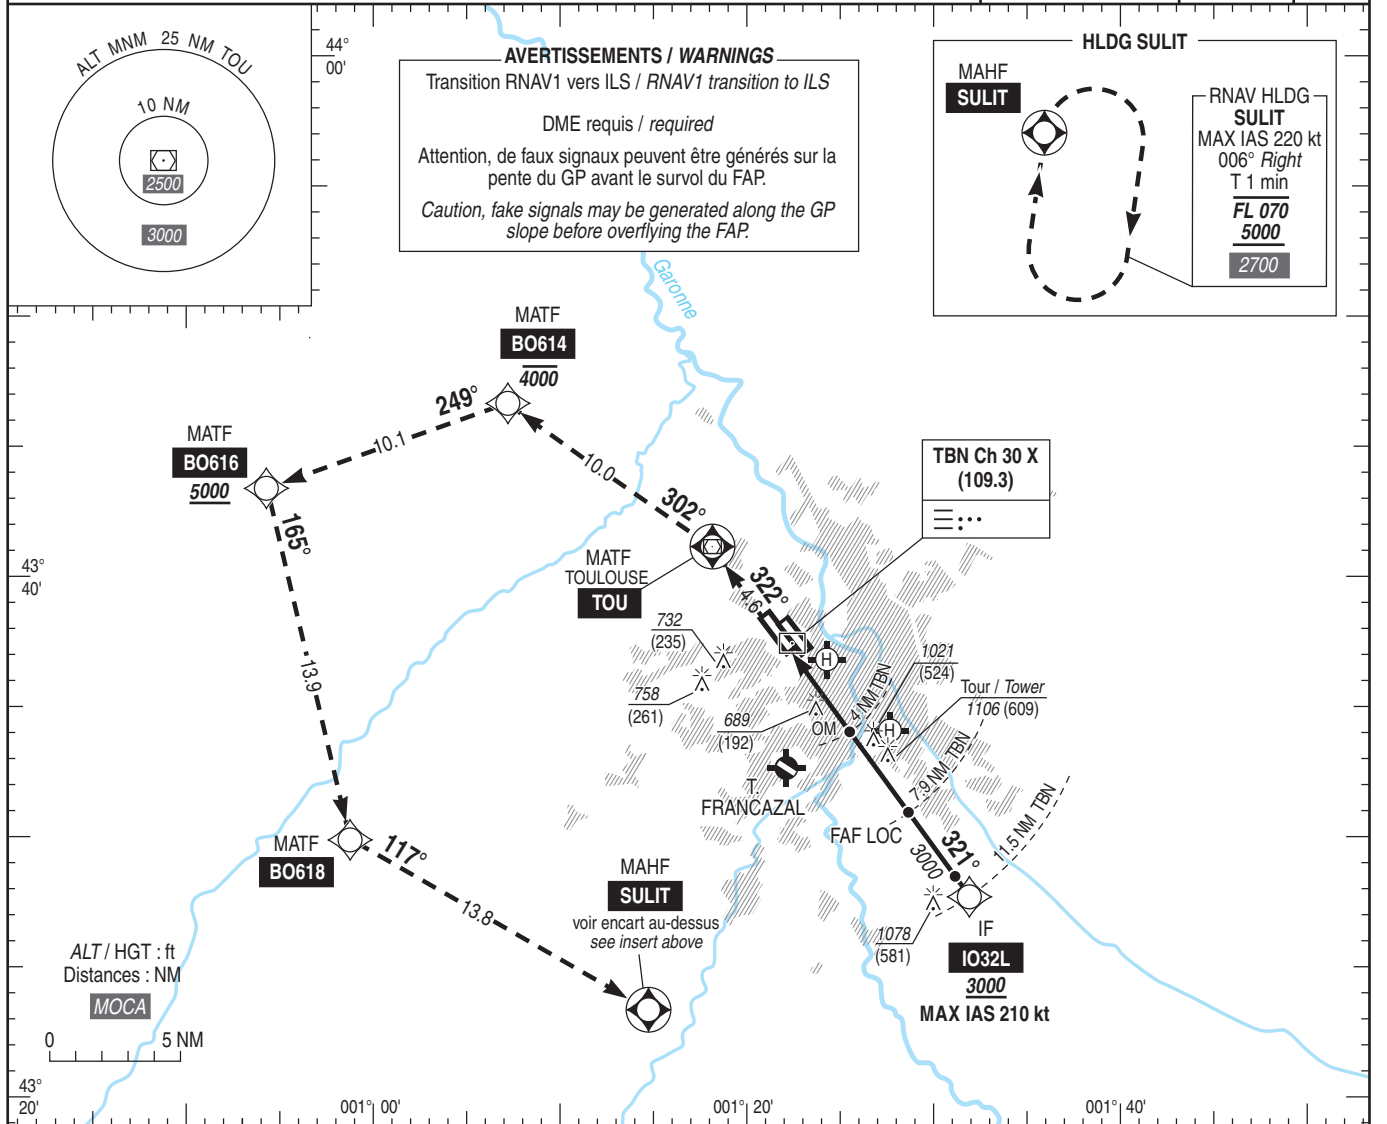 ALT MNM 25 NM TOU
10 NM
2500
3000
44°
00'
AVERTISSEMENTS / WARNINGS
Transition RNAV1 vers ILS / RNAV1 transition to ILS
DME requis / required
Attention, de faux signaux peuvent être générés sur la
pente du GP avant le survol du FAP.
Caution, fake signals may be generated along the GP
slope before overflying the FAP.
HLDG SULIT
MAHF
SULIT
RNAV HLDG
SULIT
MAX IAS 220 kt
006° Right
T 1 min
FL 070
5000
2700
Garonne
MATF
BO614
4000
249°
10.1
MATF
BO616
5000
10.0
302°
165°
TBN Ch 30 X
(109.3)
43°
40'
MATF
TOULOUSE
TOU
322°
4.6
732
(235)
758
(261)
689
(192)
H
1021
(524)
Tour / Tower
1106 (609)
H
OM
4 NM TBN
13.9
T.
FRANCAZAL
7.9 NM TBN
FAF LOC
11.5 NM TBN
321°
3000
MATF
BO618
117°
13.8
MAHF
SULIT
voir encart au-dessus
see insert above
1078
(581)
IF
IO32L
3000
MAX IAS 210 kt
ALT / HGT : ft
Distances : NM
MOCA
0 5 NM
43°
20'
001° 00'
001° 20'
001° 40'